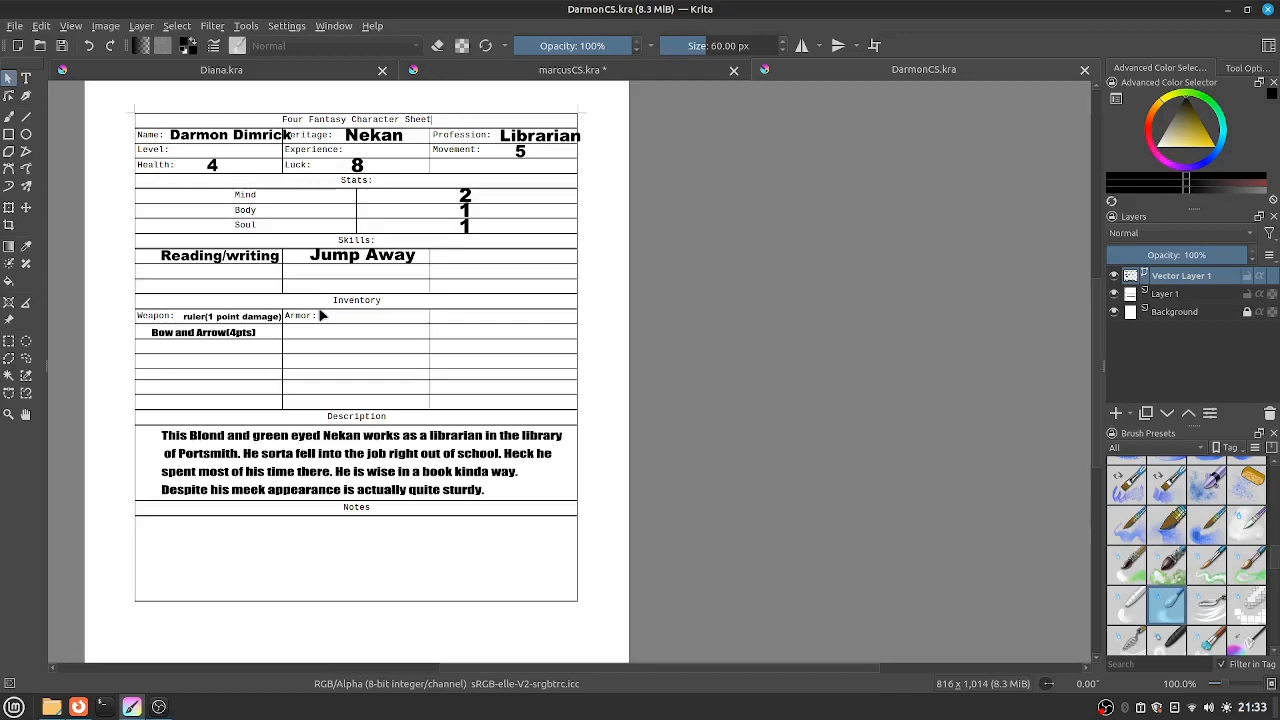 DarmonCS.kra (8.3 MiB) — Krita
File Edit View Image Layer Select Filter Tools Settings Window Help
Normal Opacity: 100% Size: 60.00 px
Diana.kra marcusCS.kra * DarmonCS.kra
Advanced Color Selec... Tool Opti...
Advanced Color Selector
Four Fantasy Character Sheet
Name: Darmon Dimrick eritage: Nekan Profession: Librarian
Level: Experience: Movement: 5
Health: 4 Luck: 8
Stats:
Mind 2
Body 1
Soul 1
Skills:
Reading/writing Jump Away
Inventory
Weapon: ruler(1 point damage) Armor:
Bow and Arrow(4pts)
Description
This Blond and green eyed Nekan works as a librarian in the library
of Portsmith. He sorta fell into the job right out of school. Heck he
spent most of his time there. He is wise in a book kinda way.
Despite his meek appearance is actually quite sturdy.
Notes
Layers
Normal
Opacity: 100%
Vector Layer 1
Layer 1
Background
Brush Presets
All Tag
Search Filter in Tag
RGB/Alpha (8-bit integer/channel) sRGB-elle-V2-srgbtrc.icc 816 x 1,014 (8.3 MiB) 0.00° 100.0%
21:33